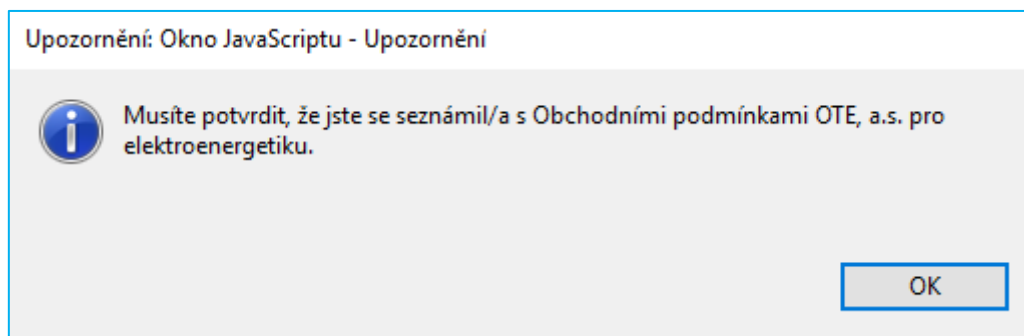 Upozornění: Okno JavaScriptu - Upozornění
Musíte potvrdit, že jste se seznámil/a s Obchodními podmínkami OTE, a.s. pro
elektroenergetiku.
OK